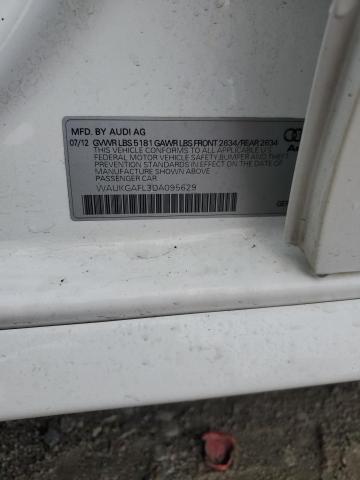 MFD. BY AUDI AG
07/12 GVWR LBS 5181 GAWR LBS FRONT 2634/REAR 2634
THIS VEHICLE CONFORMS TO ALL APPLICABLE U.S.
FEDERAL MOTOR VEHICLE SAFETY, BUMPER AND THEFT
PREVENTION STANDARDS IN EFFECT ON THE DATE OF
MANUFACTURE SHOWN ABOVE
PASSENGER CAR
WAUKGAFL3DA095629